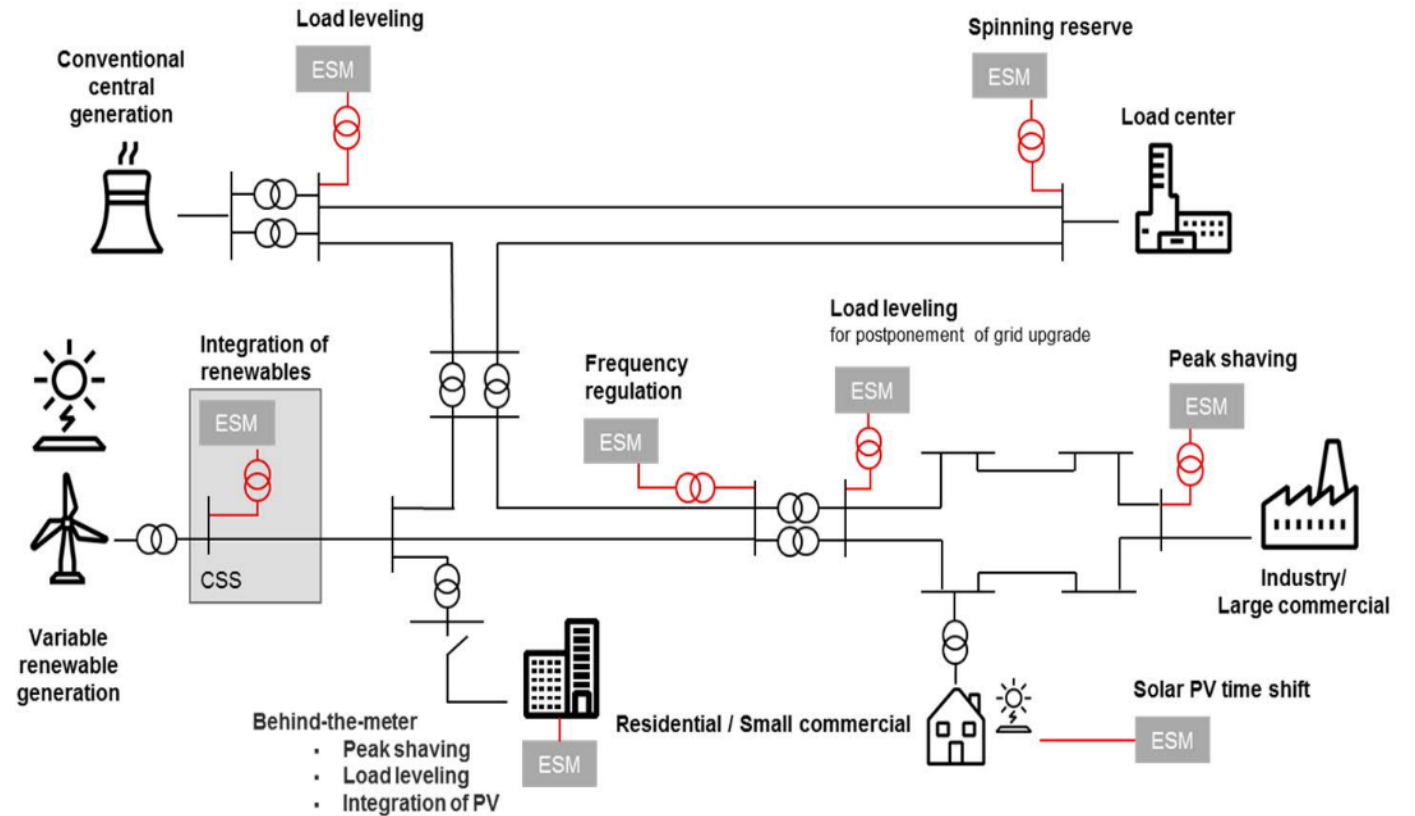 Load leveling
ESM
Spinning reserve
ESM
Conventional
central
generation
Load center
Integration of
renewables
ESM
CSS
Frequency
regulation
ESM
Load leveling
for postponement of grid upgrade
ESM
Peak shaving
ESM
Variable
renewable
generation
Industry/
Large commercial
Behind-the-meter
▪ Peak shaving
▪ Load leveling
▪ Integration of PV
ESM
Residential / Small commercial
Solar PV time shift
ESM